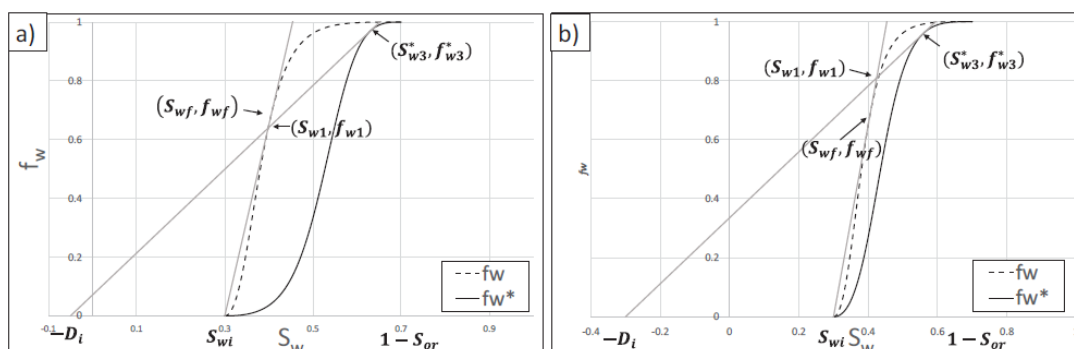 a)
1
0.8
0.6
0.4
0.2
0
f_w
(S*_w3, f*_w3)
(S_wf, f_wf)
(S_w1, f_w1)
fw
fw*
-0.1 0.1 0.3 0.5 0.7 0.9
−D_i S_wi S_w 1 − S_or
b)
1
0.8
0.6
0.4
0.2
0
fw
(S_w1, f_w1)
(S*_w3, f*_w3)
(S_wf, f_wf)
fw
fw*
-0.4 -0.2 0 0.2 0.4 0.6 0.8
−D_i S_wi S_w 1 − S_or